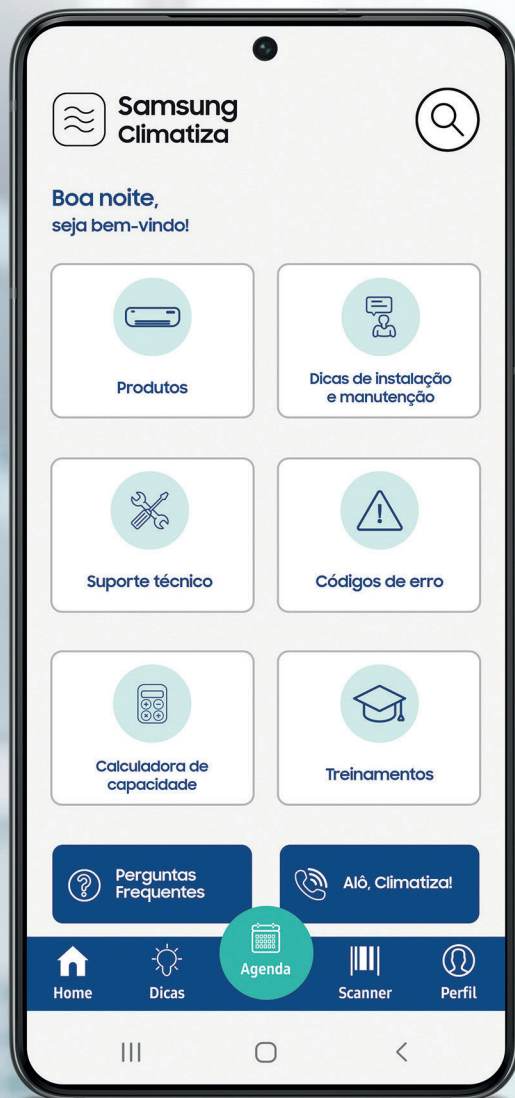 Samsung
Climatiza
Boa noite,
seja bem-vindo!
Produtos
Dicas de instalação
e manutenção
Suporte técnico
Códigos de erro
Calculadora de
capacidade
Treinamentos
Perguntas
Frequentes
Alô, Climatiza!
Home
Dicas
Agenda
Scanner
Perfil